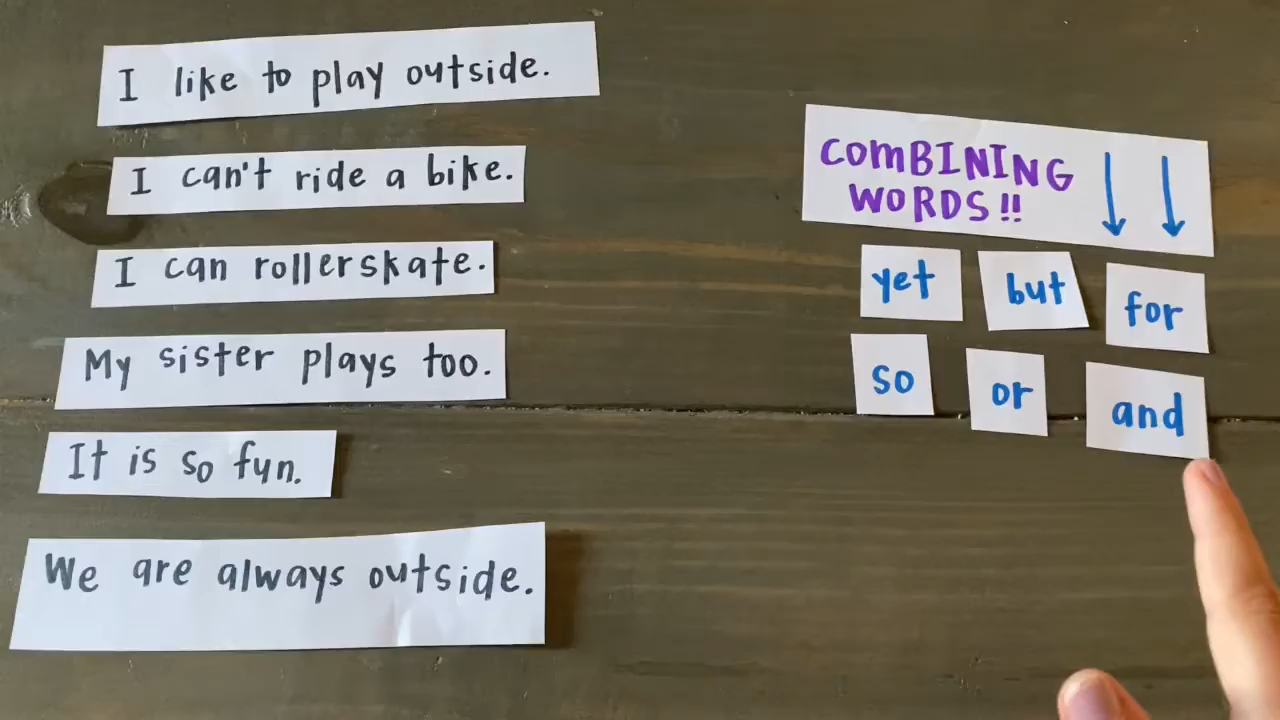 I like to play outside.
I can't ride a bike.
I can rollerskate.
My sister plays too.
It is so fun.
We are always outside.
COMBINING
WORDS!!
yet but for
so or and